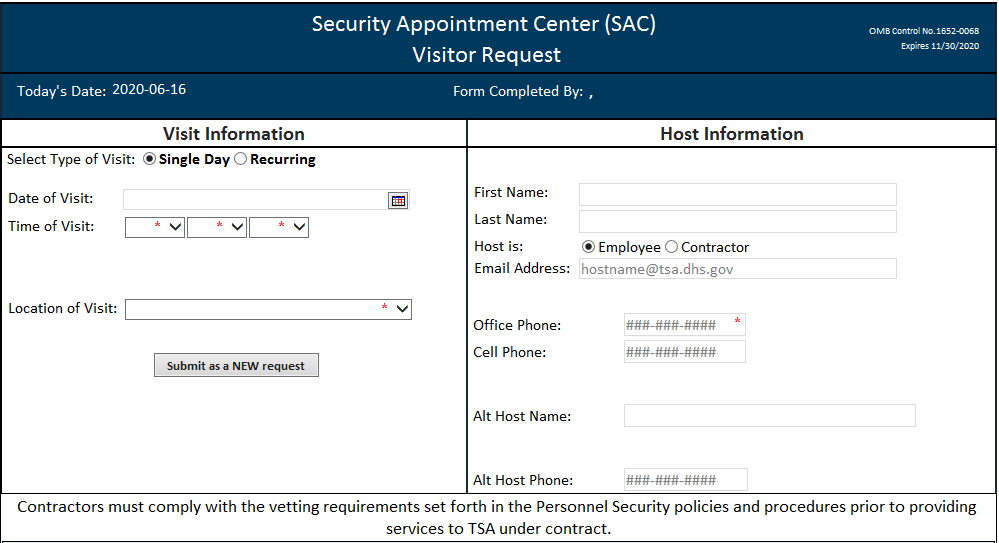 Security Appointment Center (SAC)
Visitor Request
OMB Control No.1652-0068
Expires 11/30/2020
Today's Date: 2020-06-16
Form Completed By: ,
Visit Information
Select Type of Visit: Single Day Recurring
Date of Visit:
Time of Visit: * * *
Location of Visit: *
Submit as a NEW request
Host Information
First Name:
Last Name:
Host is: Employee Contractor
Email Address: hostname@tsa.dhs.gov
Office Phone: ###-###-#### *
Cell Phone: ###-###-####
Alt Host Name:
Alt Host Phone: ###-###-####
Contractors must comply with the vetting requirements set forth in the Personnel Security policies and procedures prior to providing
services to TSA under contract.